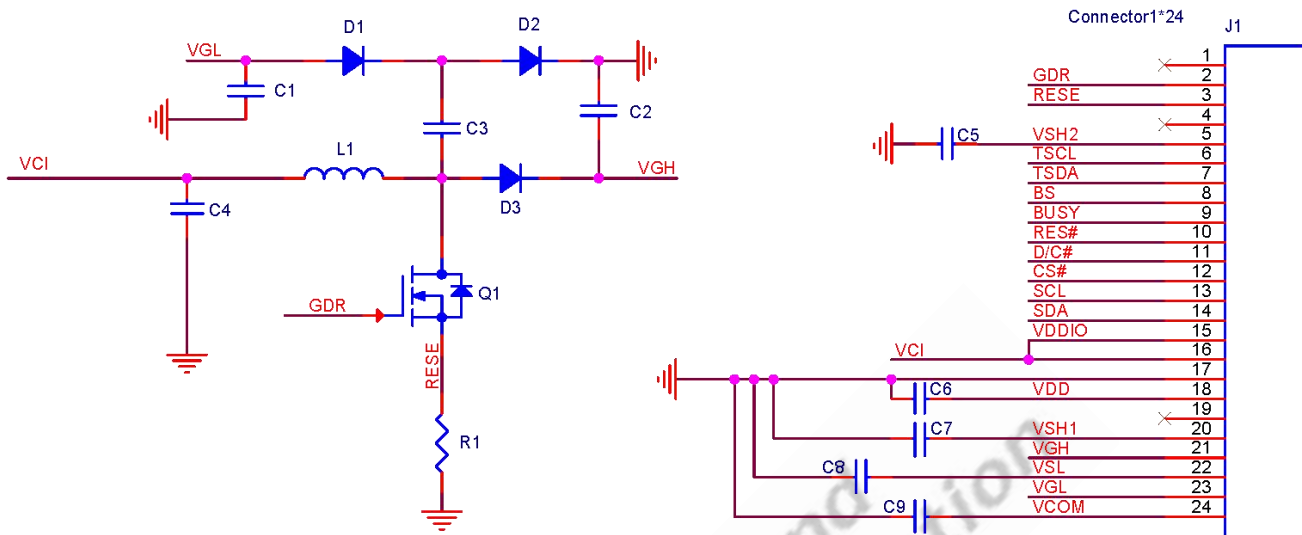 Connector1*24
J1
D1
D2
VGL
C1
C2
C3
VCI
L1
VGH
D3
C4
Q1
GDR
RESE
R1
1
GDR 2
RESE 3
4
C5 VSH2 5
TSCL 6
TSDA 7
BS 8
BUSY 9
RES# 10
D/C# 11
CS# 12
SCL 13
SDA 14
VDDIO 15
VCI 16
17
C6 VDD 18
19
C7 VSH1 20
VGH 21
C8 VSL 22
VGL 23
C9 VCOM 24